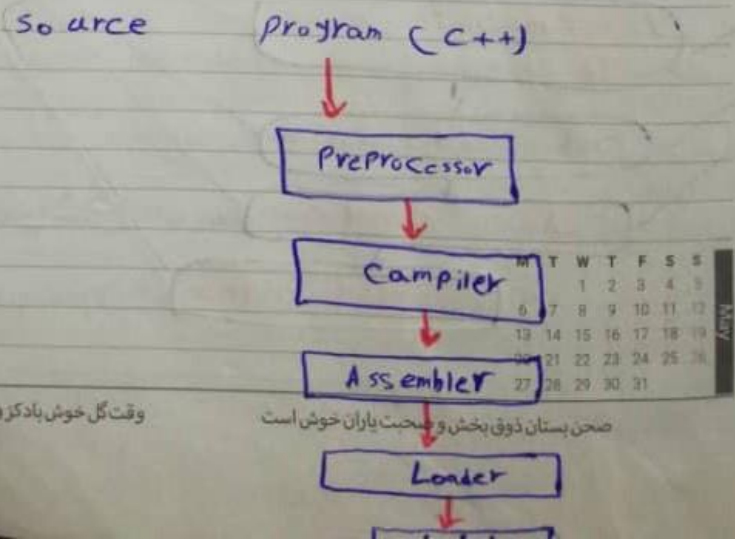 Source Program (C++)
Preprocessor
Campiler
M T W T F S S
1 2 3 4 5
6 7 8 9 10 11 12
13 14 15 16 17 18 19
20 21 22 23 24 25 26
Assembler
27 28 29 30 31
May
صحن بستان ذوق بخش و صحبت یاران خوش است
وقت گل خوش باد کز و
Loader